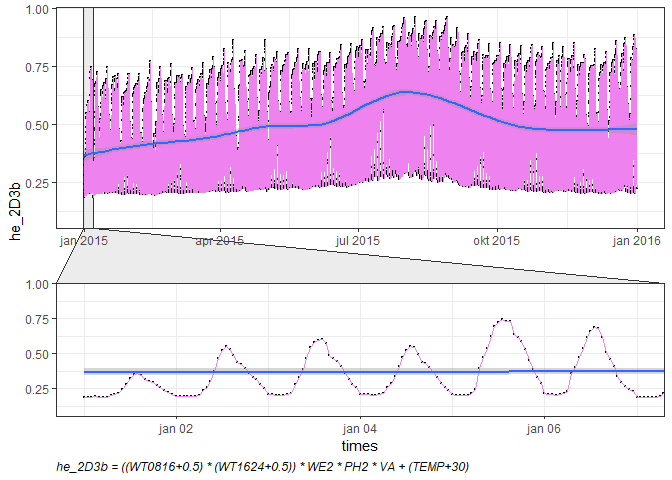 1.00
0.75
0.50
0.25
he_2D3b
jan 2015
apr 2015
jul 2015
okt 2015
jan 2016
1.00
0.75
0.50
0.25
jan 02
jan 04
jan 06
times
he_2D3b = ((WT0816+0.5) * (WT1624+0.5)) * WE2 * PH2 * VA + (TEMP+30)